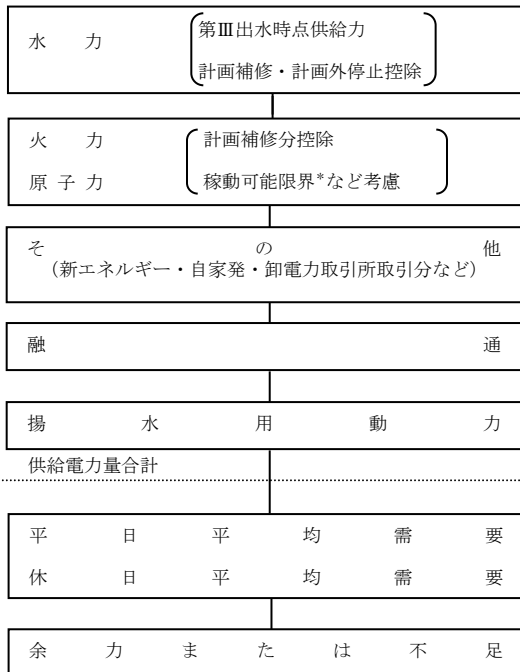 水 力 第Ⅲ出水時点供給力
計画補修・計画外停止控除
火 力 計画補修分控除
原 子 力 稼動可能限界*など考慮
そ の 他
（新エネルギー・自家発・卸電力取引所取引分など）
融 通
揚 水 用 動 力
供給電力量合計
平 日 平 均 需 要
休 日 平 均 需 要
余 力 ま た は 不 足